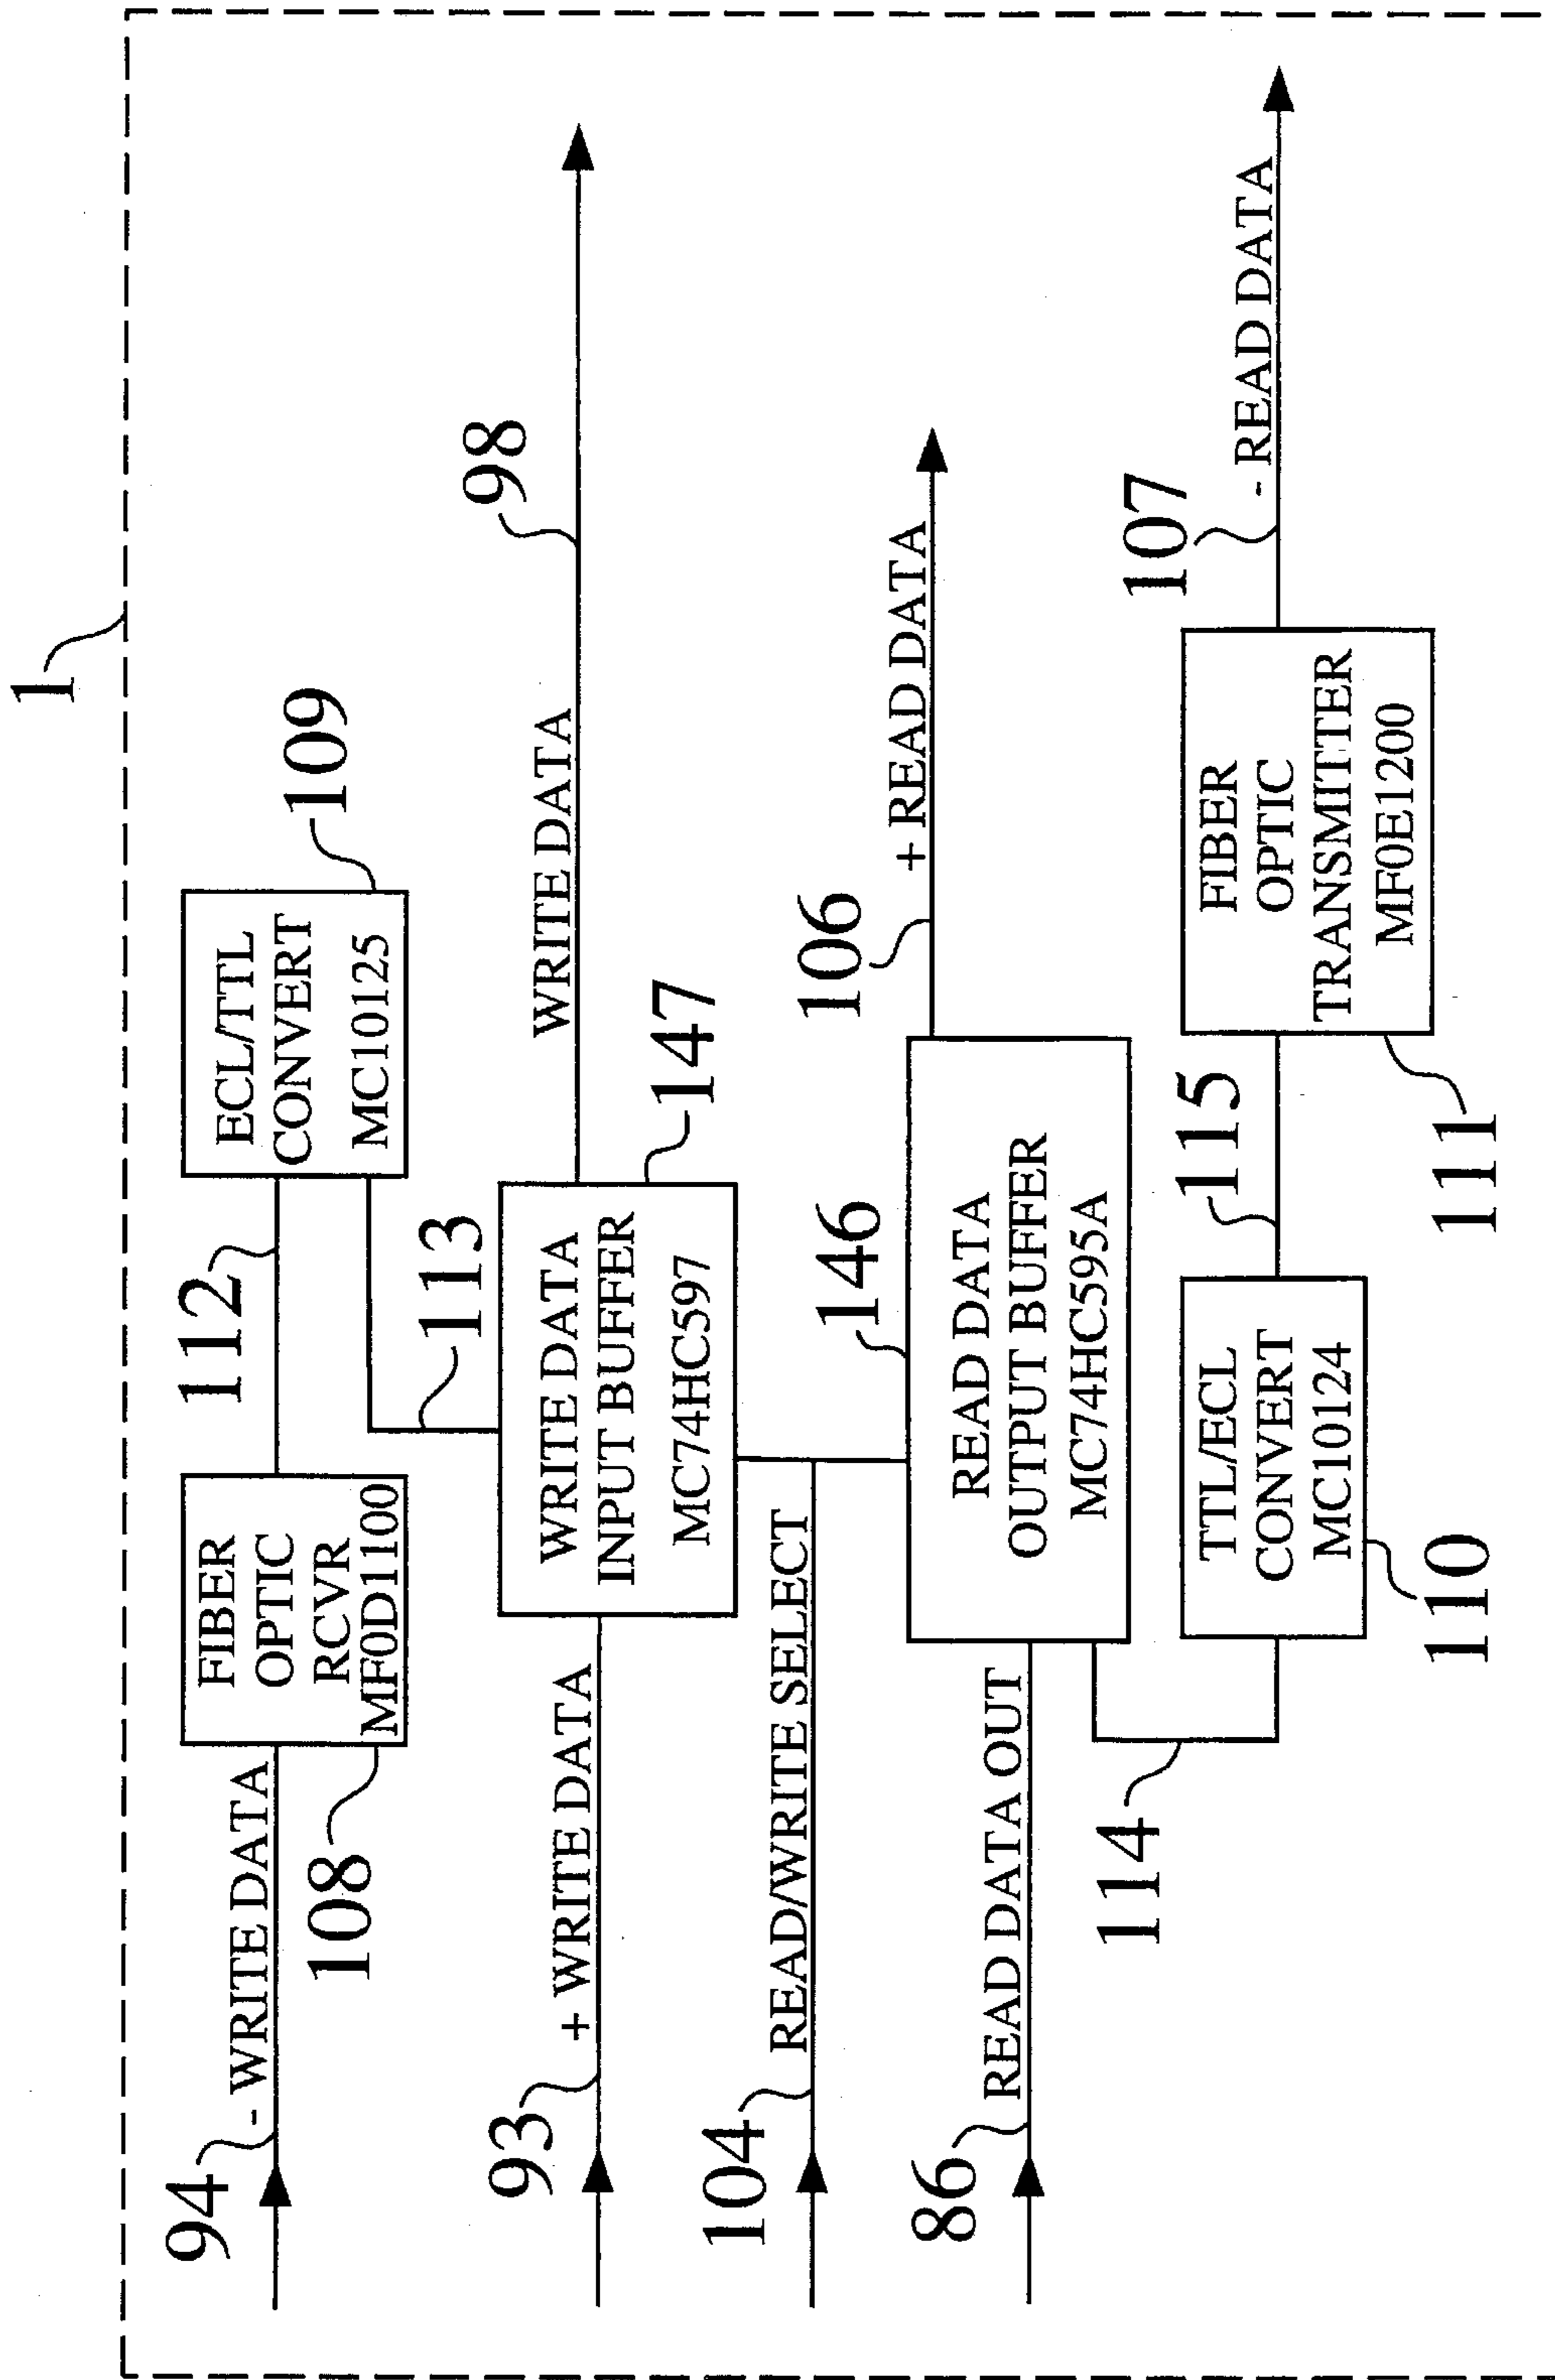 1
94
- WRITE DATA
108
FIBER
OPTIC
RCVR
MF0D1100
112
ECL/TTL
CONVERT
MC10125
109
113
93
+ WRITE DATA
WRITE DATA
INPUT BUFFER
MC74HC597
147
WRITE DATA
98
104
READ/WRITE SELECT
146
86
READ DATA OUT
READ DATA
OUTPUT BUFFER
MC74HC595A
106
+ READ DATA
114
TTL/ECL
CONVERT
MC10124
110
115
FIBER
OPTIC
TRANSMITTER
MF0E1200
111
107
- READ DATA